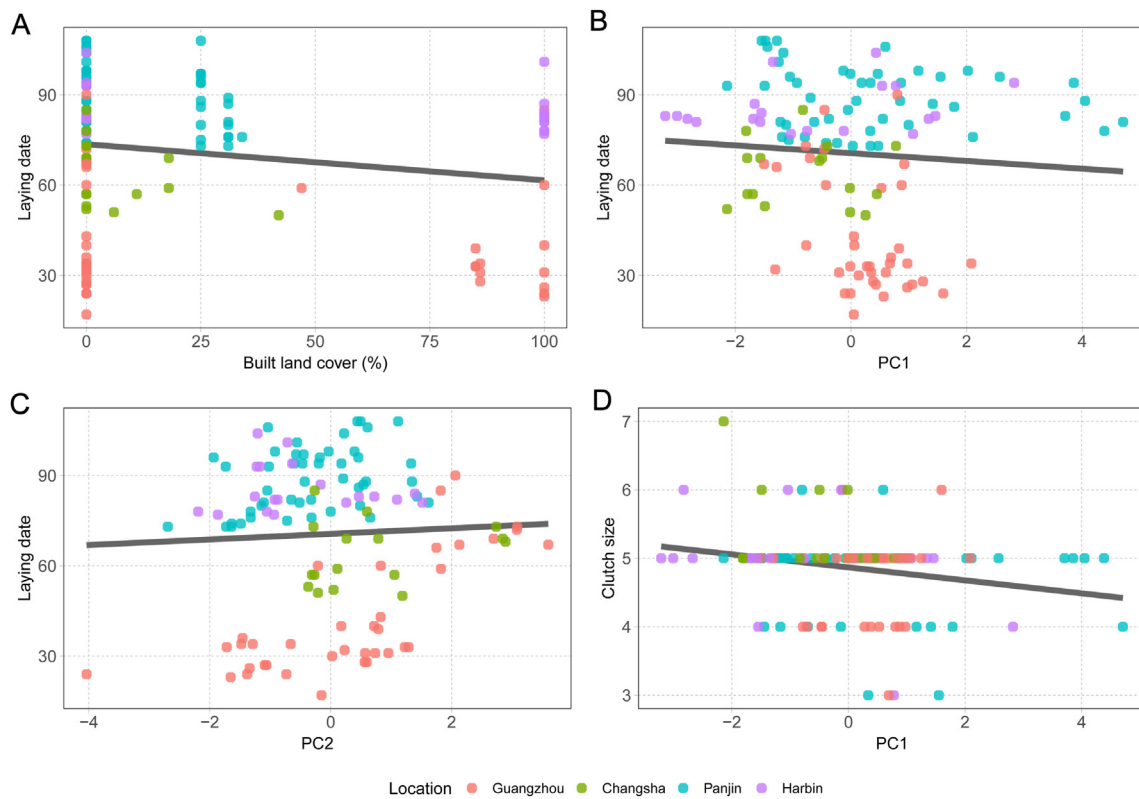 A
Laying date
90
60
30
0
25
50
75
100
Built land cover (%)
B
Laying date
90
60
30
−2
0
2
4
PC1
C
Laying date
90
60
30
−4
−2
0
2
PC2
D
Clutch size
7
6
5
4
3
−2
0
2
4
PC1
Location Guangzhou Changsha Panjin Harbin